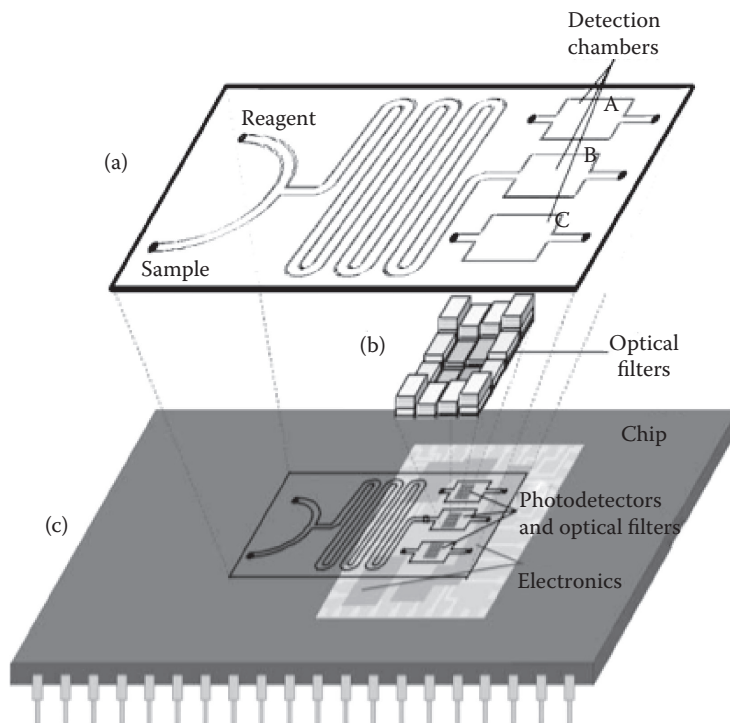 Detection
chambers
A
Reagent
(a)
B
C
Sample
(b)
Optical
filters
Chip
(c)
Photodetectors
and optical filters
Electronics